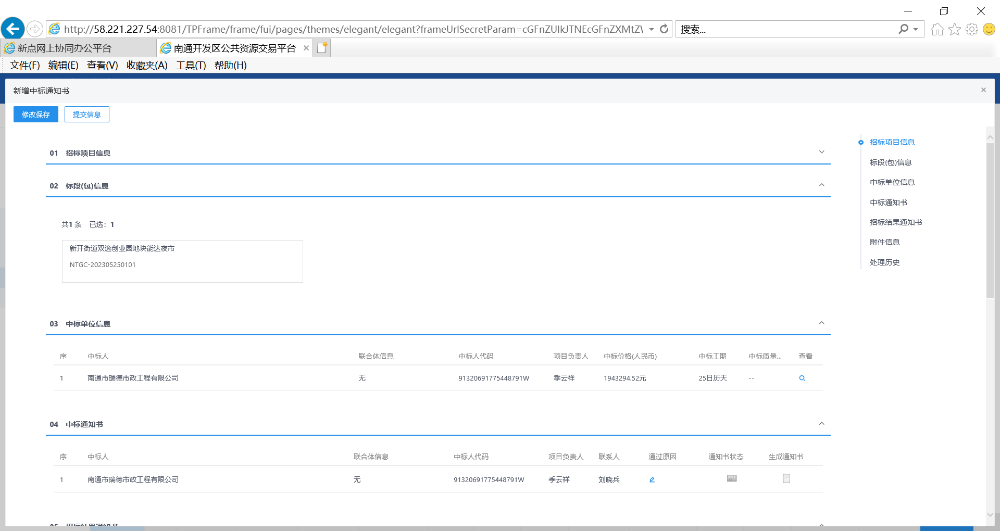 http://58.221.227.54:8081/TPFrame/frame/fui/pages/themes/elegant/elegant?frameUrlSecretParam=cGFnZUlkJTNEcGFnZXMtZ
搜索...
新点网上协同办公平台
南通开发区公共资源交易平台
文件(F) 编辑(E) 查看(V) 收藏夹(A) 工具(T) 帮助(H)
新增中标通知书
修改保存 提交信息
01 招标项目信息
02 标段(包)信息
共1 条 已选：1
新开街道双逸创业园地块能达夜市
NTGC-202305250101
03 中标单位信息
序 中标人 联合体信息 中标人代码 项目负责人 中标价格(人民币) 中标工期 中标质量... 查看
1 南通市瑞德市政工程有限公司 无 91320691775448791W 季云祥 1943294.52元 25日历天 --
04 中标通知书
序 中标人 联合体信息 中标人代码 项目负责人 联系人 通过原因 通知书状态 生成通知书
1 南通市瑞德市政工程有限公司 无 91320691775448791W 季云祥 刘晓兵
05 招标结果通知书
招标项目信息
标段(包)信息
中标单位信息
中标通知书
招标结果通知书
附件信息
处理历史